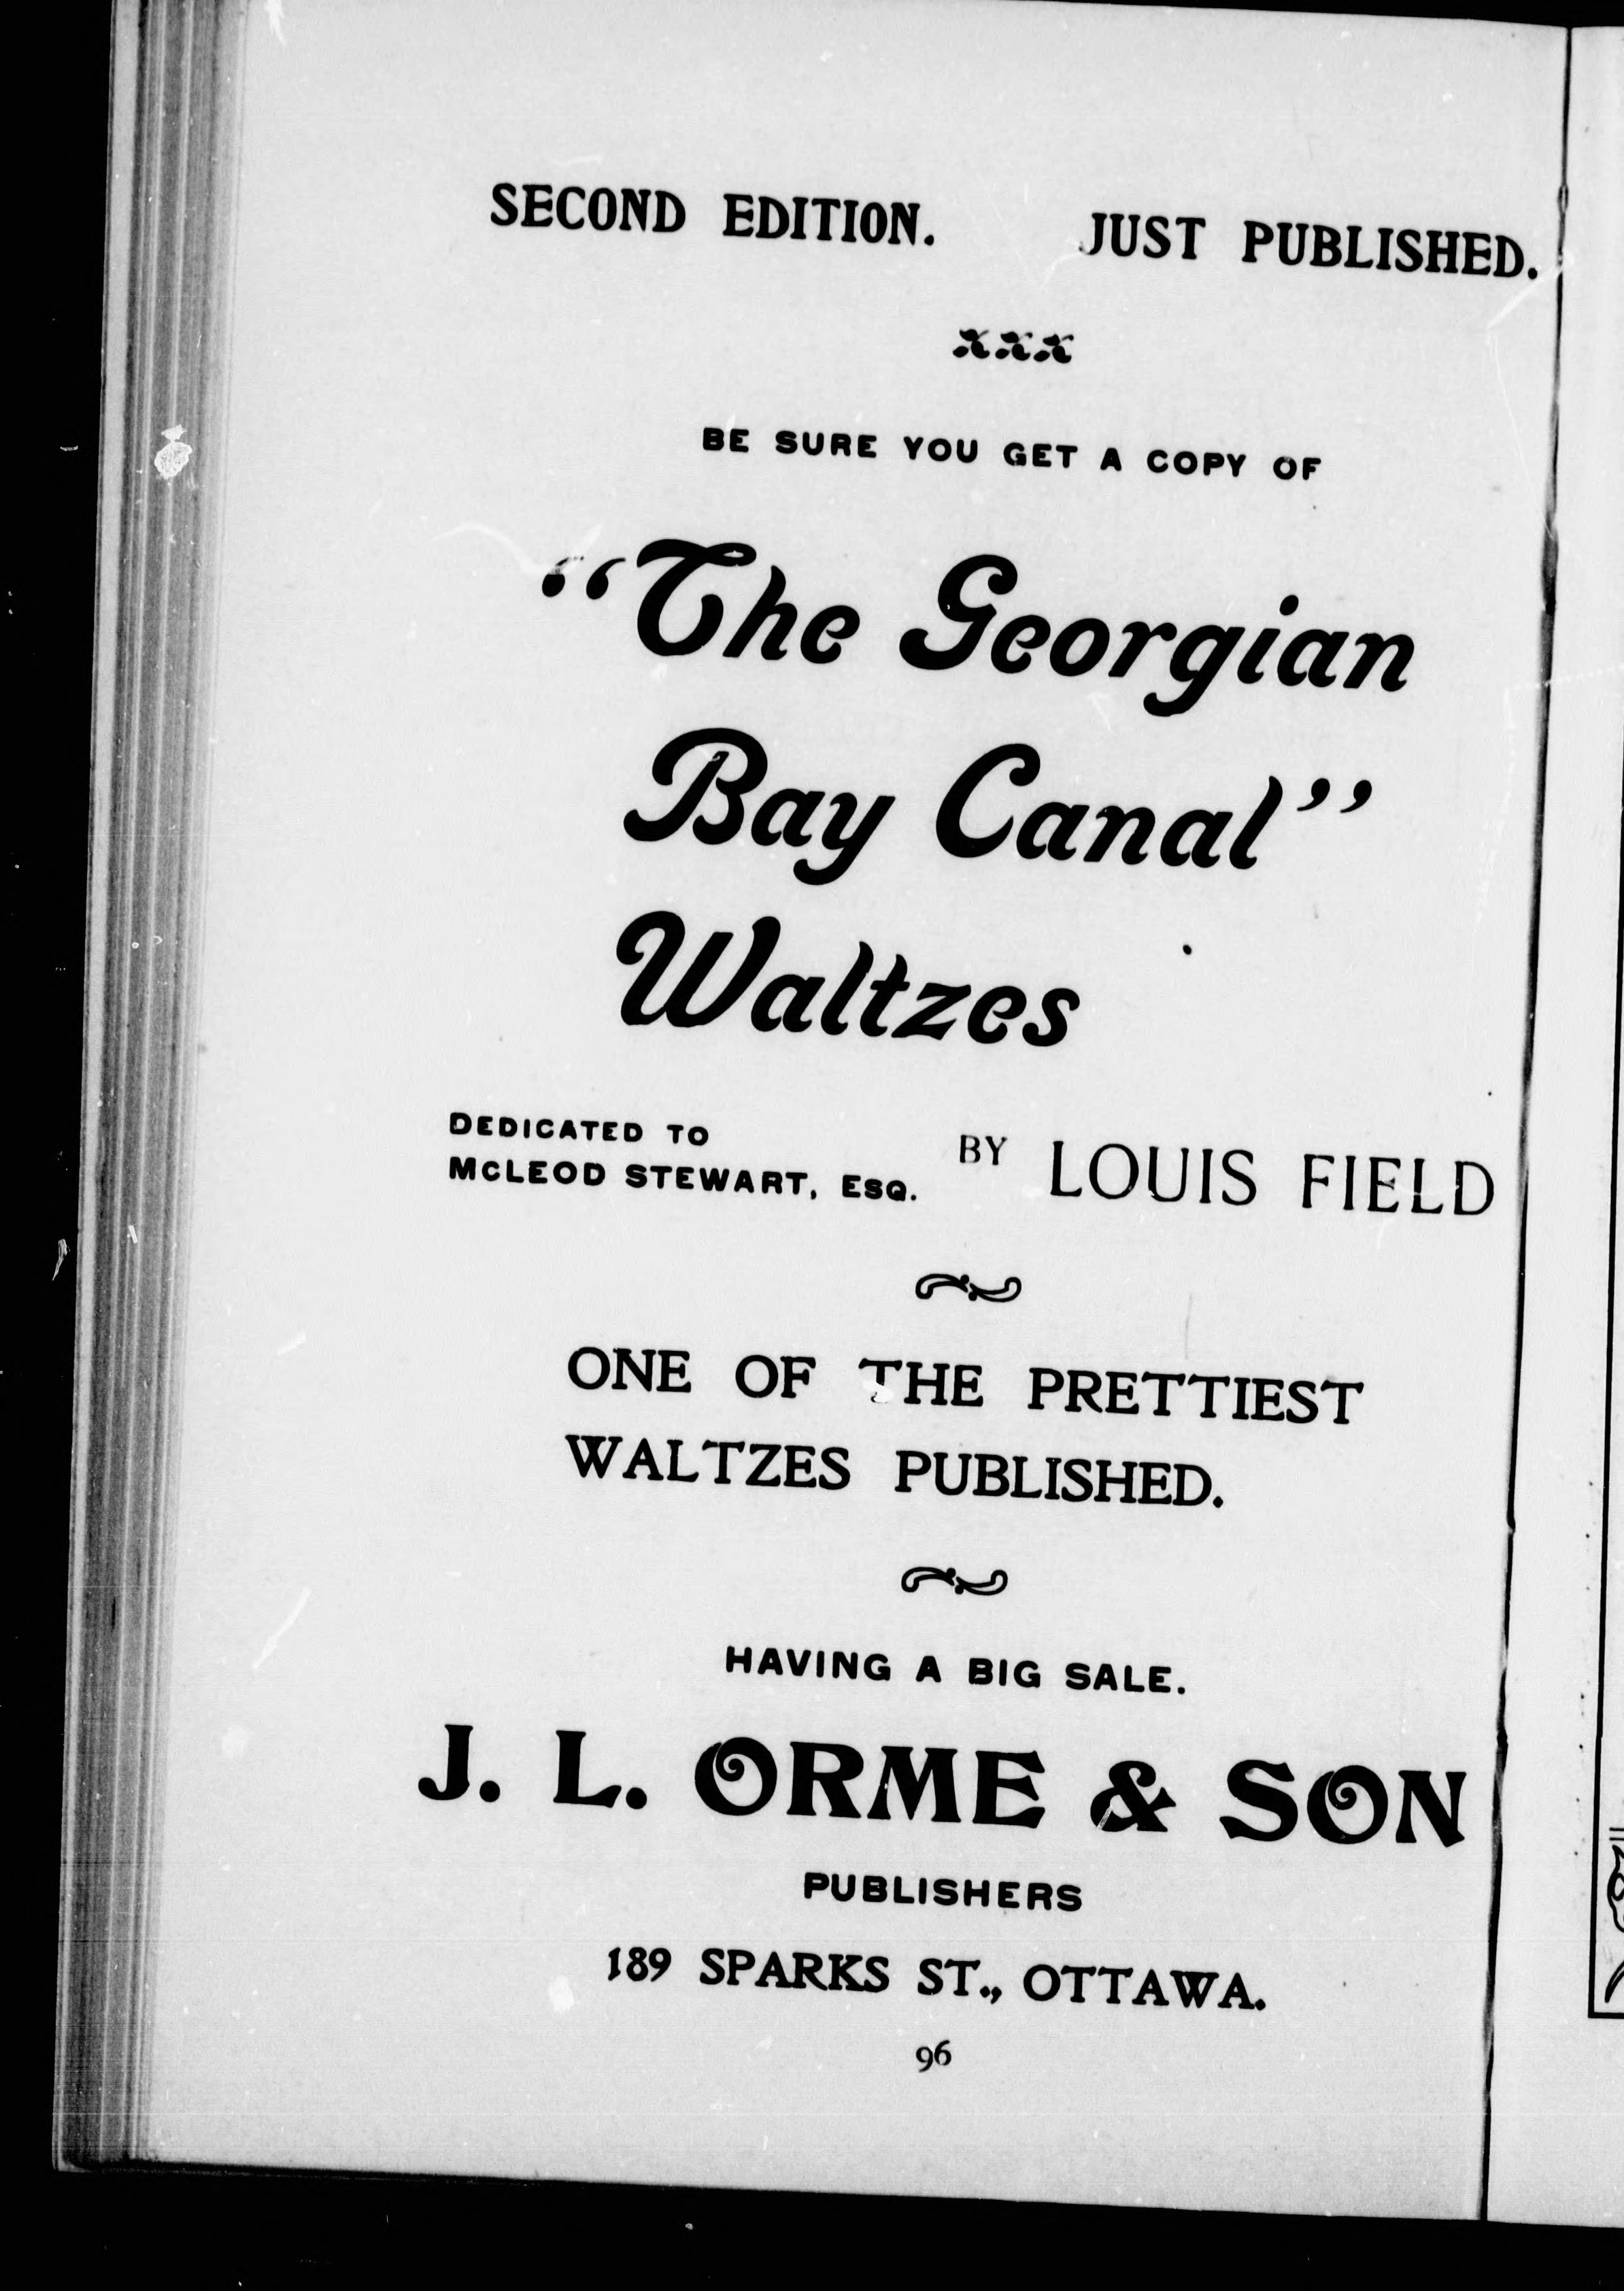 SECOND EDITION. JUST PUBLISHED.
BE SURE YOU GET A COPY OF
“The Georgian
Bay Canal”
Waltzes
DEDICATED TO
MCLEOD STEWART, ESQ. BY LOUIS FIELD
ONE OF THE PRETTIEST
WALTZES PUBLISHED.
HAVING A BIG SALE.
J. L. ORME & SON
PUBLISHERS
189 SPARKS ST., OTTAWA.
96